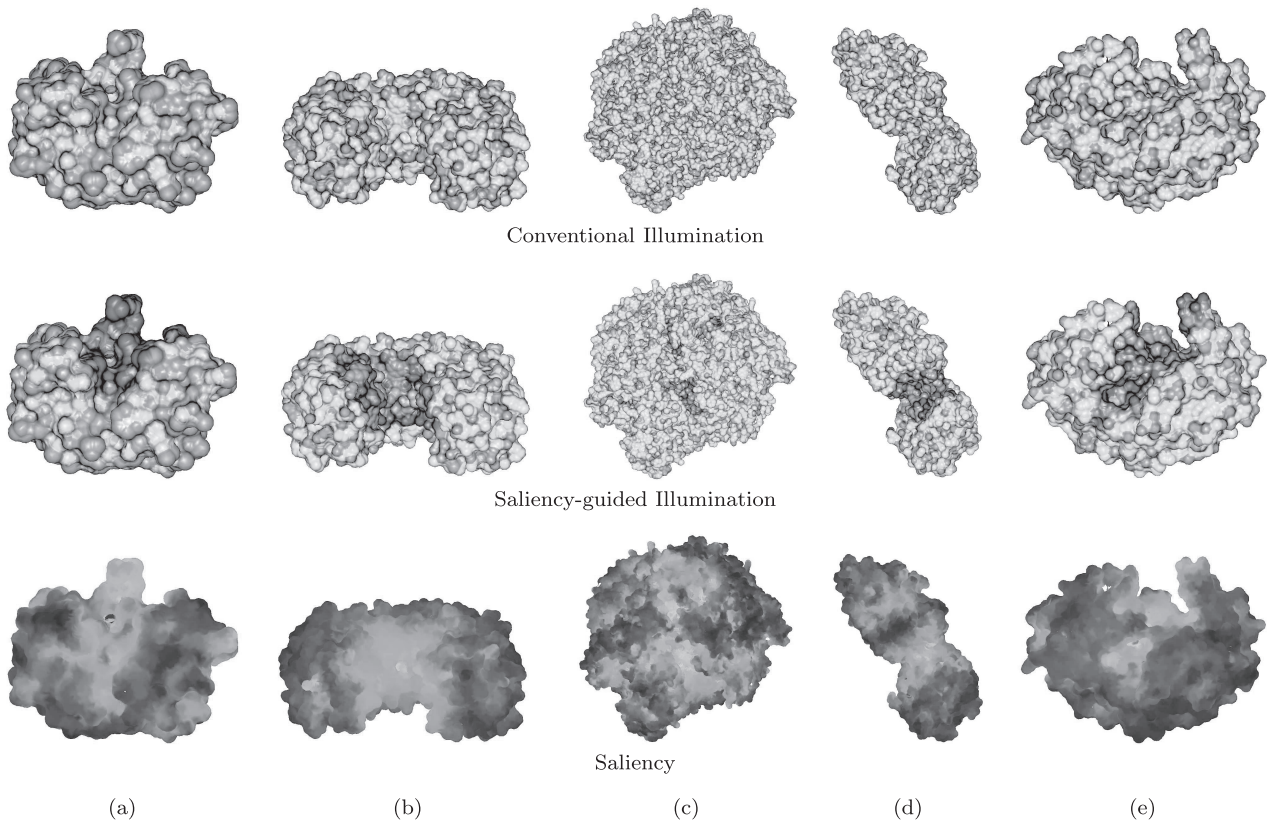 Conventional Illumination
Saliency-guided Illumination
Saliency
(a) (b) (c) (d) (e)